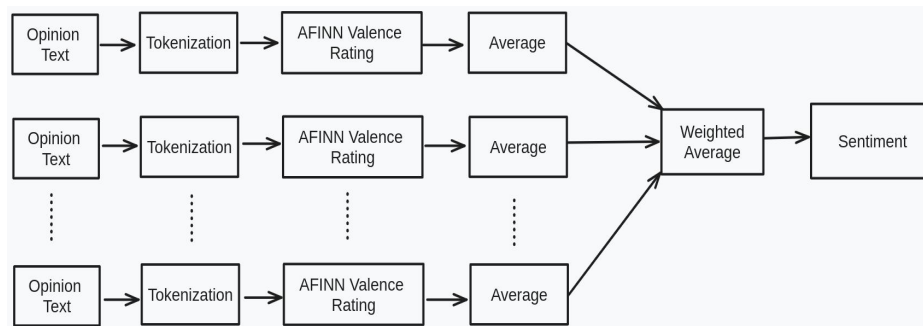 Opinion
Text
Tokenization
AFINN Valence
Rating
Average
Opinion
Text
Tokenization
AFINN Valence
Rating
Average
Weighted
Average
Sentiment
Opinion
Text
Tokenization
AFINN Valence
Rating
Average